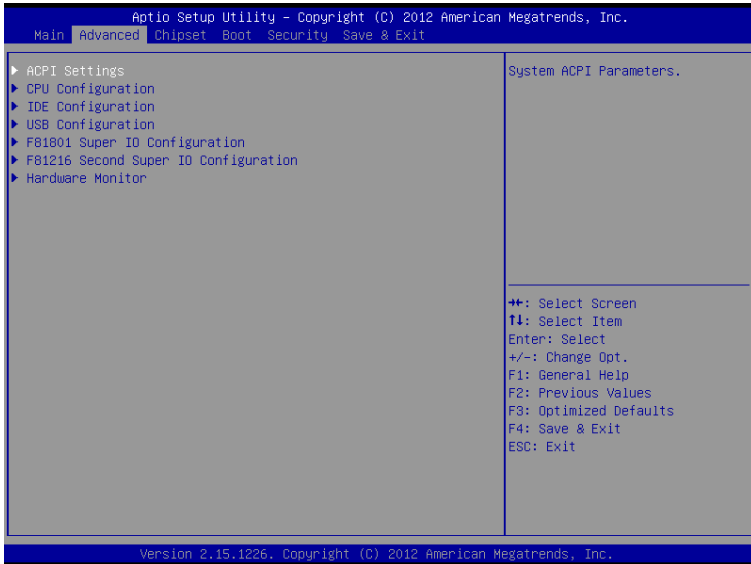 Aptio Setup Utility – Copyright (C) 2012 American Megatrends, Inc.
Main Advanced Chipset Boot Security Save & Exit
▶ ACPI Settings
▶ CPU Configuration
▶ IDE Configuration
▶ USB Configuration
▶ F81801 Super IO Configuration
▶ F81216 Second Super IO Configuration
▶ Hardware Monitor
System ACPI Parameters.
→←: Select Screen
↑↓: Select Item
Enter: Select
+/-: Change Opt.
F1: General Help
F2: Previous Values
F3: Optimized Defaults
F4: Save & Exit
ESC: Exit
Version 2.15.1226. Copyright (C) 2012 American Megatrends, Inc.